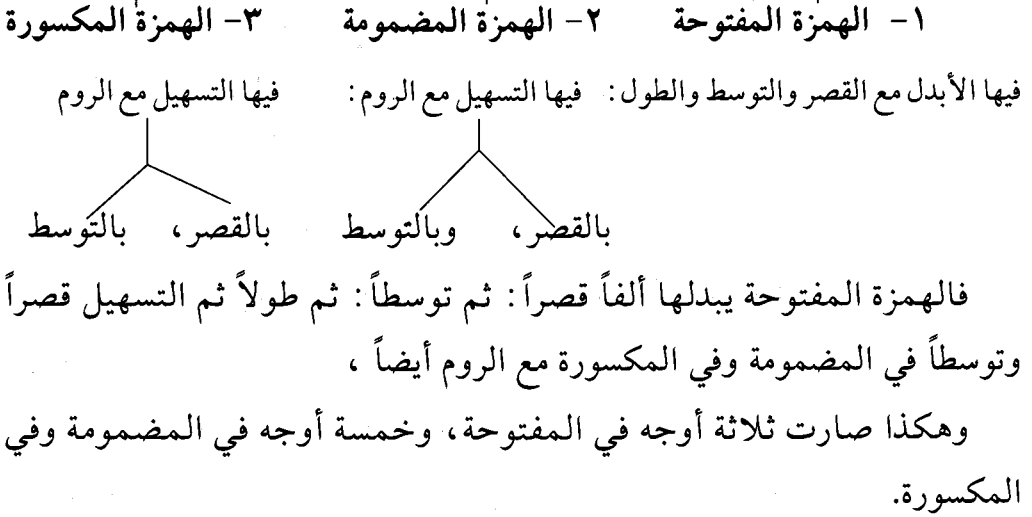 ١- الهمزة المفتوحة ٢- الهمزة المضمومة ٣- الهمزة المكسورة
فيها الأبدل مع القصر والتوسط والطول: فيها التسهيل مع الروم: فيها التسهيل مع الروم
بالقصر، وبالتوسط بالقصر، بالتوسط
فالهمزة المفتوحة يبدلها ألفاً قصراً: ثم توسطاً: ثم طولاً ثم التسهيل قصراً
وتوسطاً في المضمومة وفي المكسورة مع الروم أيضاً ،
وهكذا صارت ثلاثة أوجه في المفتوحة، وخمسة أوجه في المضمومة وفي
المكسورة.